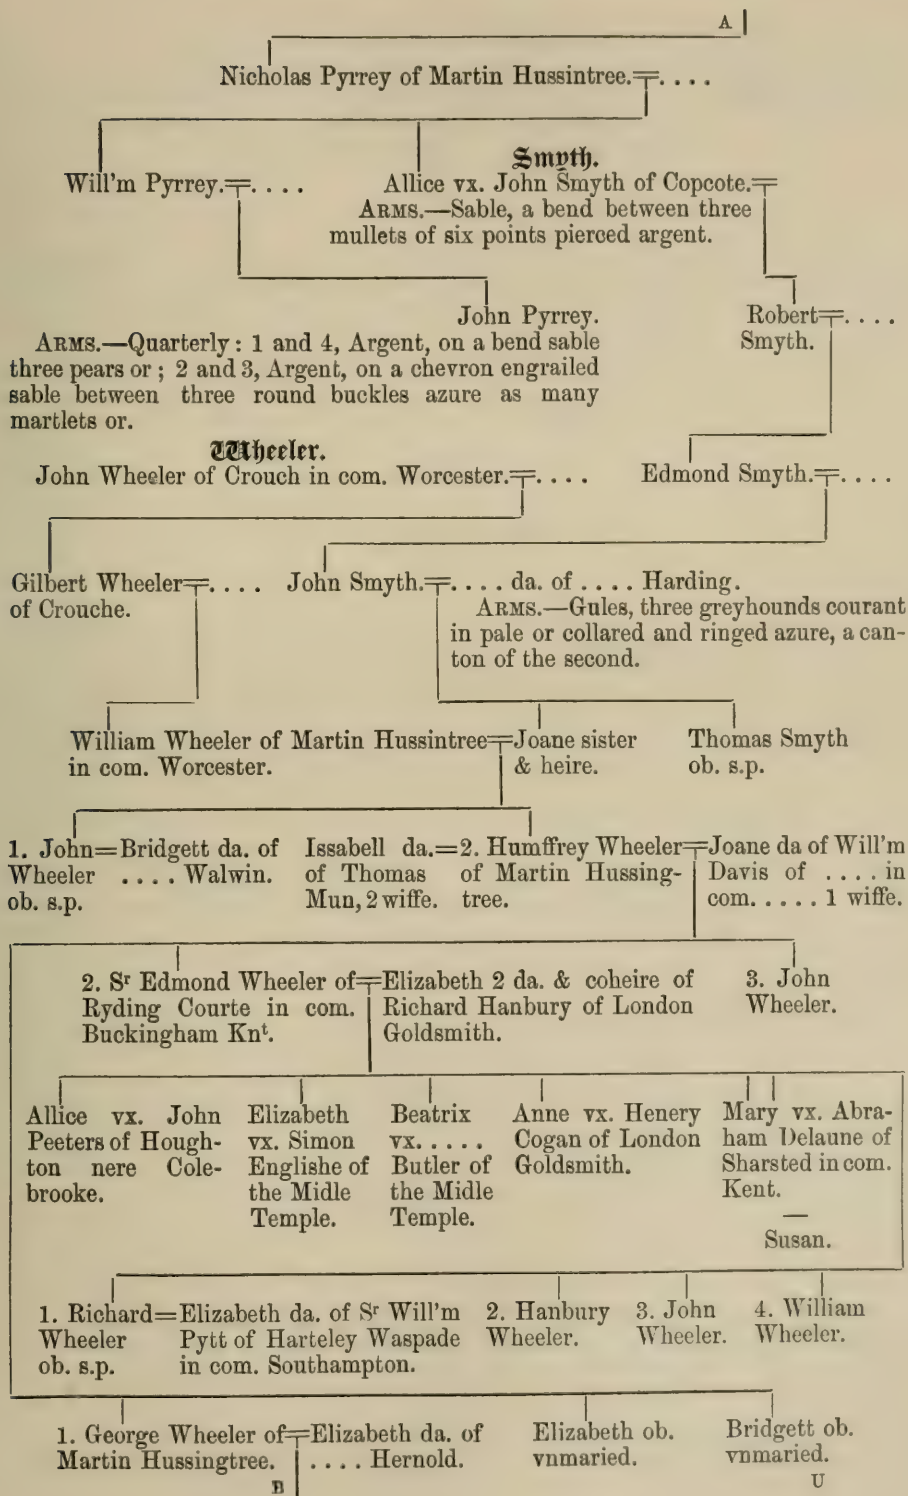 A
Nicholas Pyrrey of Martin Hussintree.=. . . .
Smyth.
Will'm Pyrrey.=. . . .
Allice vx. John Smyth of Copcote.=
ARMS.—Sable, a bend between three
mullets of six points pierced argent.
John Pyrrey.
ARMS.—Quarterly: 1 and 4, Argent, on a bend sable
three pears or ; 2 and 3, Argent, on a chevron engrailed
sable between three round buckles azure as many
martlets or.
Robert=. . . .
Smyth.
Wheeler.
John Wheeler of Crouch in com. Worcester.=. . . .
Edmond Smyth.=. . . .
Gilbert Wheeler=. . . .
of Crouche.
John Smyth.=. . . . da. of . . . . Harding.
ARMS.—Gules, three greyhounds courant
in pale or collared and ringed azure, a can-
ton of the second.
William Wheeler of Martin Hussintree=Joane sister
in com. Worcester. & heire.
Thomas Smyth
ob. s.p.
1. John=Bridgett da. of
Wheeler . . . . Walwin.
ob. s.p.
Issabell da.=2. Humffrey Wheeler=Joane da of Will'm
of Thomas of Martin Hussing- Davis of . . . . in
Mun, 2 wiffe. tree. com. . . . . 1 wiffe.
2. Sr Edmond Wheeler of=Elizabeth 2 da. & coheire of
Ryding Courte in com. Richard Hanbury of London
Buckingham Knt. Goldsmith.
3. John
Wheeler.
Allice vx. John
Peeters of Hough-
ton nere Cole-
brooke.
Elizabeth
vx. Simon
Englishe of
the Midle
Temple.
Beatrix
vx. . . . .
Butler of
the Midle
Temple.
Anne vx. Henery
Cogan of London
Goldsmith.
Mary vx. Abra-
ham Delaune of
Sharsted in com.
Kent.
—
Susan.
1. Richard=Elizabeth da. of Sr Will'm
Wheeler Pytt of Harteley Waspade
ob. s.p. in com. Southampton.
2. Hanbury
Wheeler.
3. John
Wheeler.
4. William
Wheeler.
1. George Wheeler of=Elizabeth da. of
Martin Hussingtree. . . . . Hernold.
Elizabeth ob.
vnmaried.
Bridgett ob.
vnmaried.
B
U